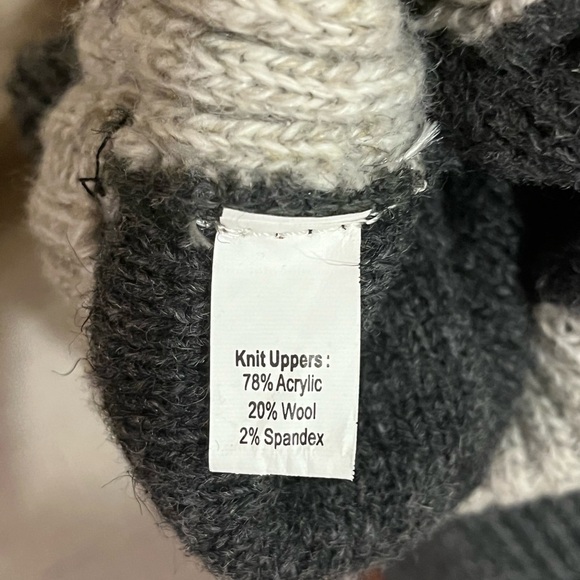 Knit Uppers :
78% Acrylic
20% Wool
2% Spandex